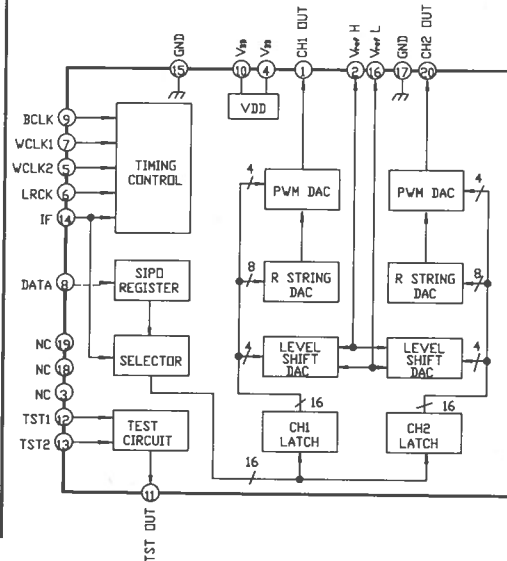 GND
15
V_DD
10
V_DD
4
CH1 OUT
1
Vref H
2
Vref L
16
GND
17
CH2 OUT
20
VDD
BCLK 9
WCLK1 7
WCLK2 5
LRCK 6
IF 14
TIMING
CONTROL
DATA 8
SIPO
REGISTER
NC 19
NC 18
NC 3
SELECTOR
TST1 12
TST2 13
TEST
CIRCUIT
11
TST OUT
4
PWM DAC
8
R STRING
DAC
4
LEVEL
SHIFT
DAC
16
CH1
LATCH
16
PWM DAC
4
R STRING
DAC
8
LEVEL
SHIFT
DAC
4
16
CH2
LATCH